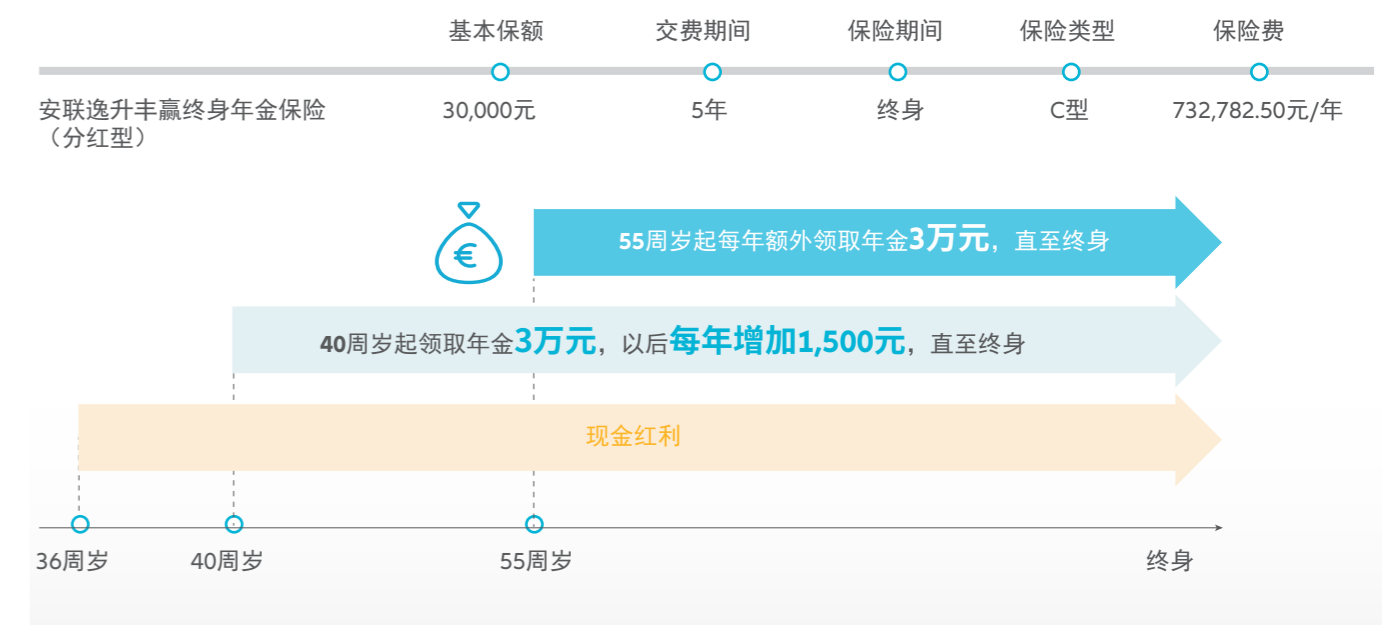 基本保额 交费期间 保险期间 保险类型 保险费
安联逸升丰赢终身年金保险 30,000元 5年 终身 C型 732,782.50元/年
（分红型）
€
55周岁起每年额外领取年金3万元，直至终身
40周岁起领取年金3万元，以后每年增加1,500元，直至终身
现金红利
36周岁 40周岁 55周岁 终身